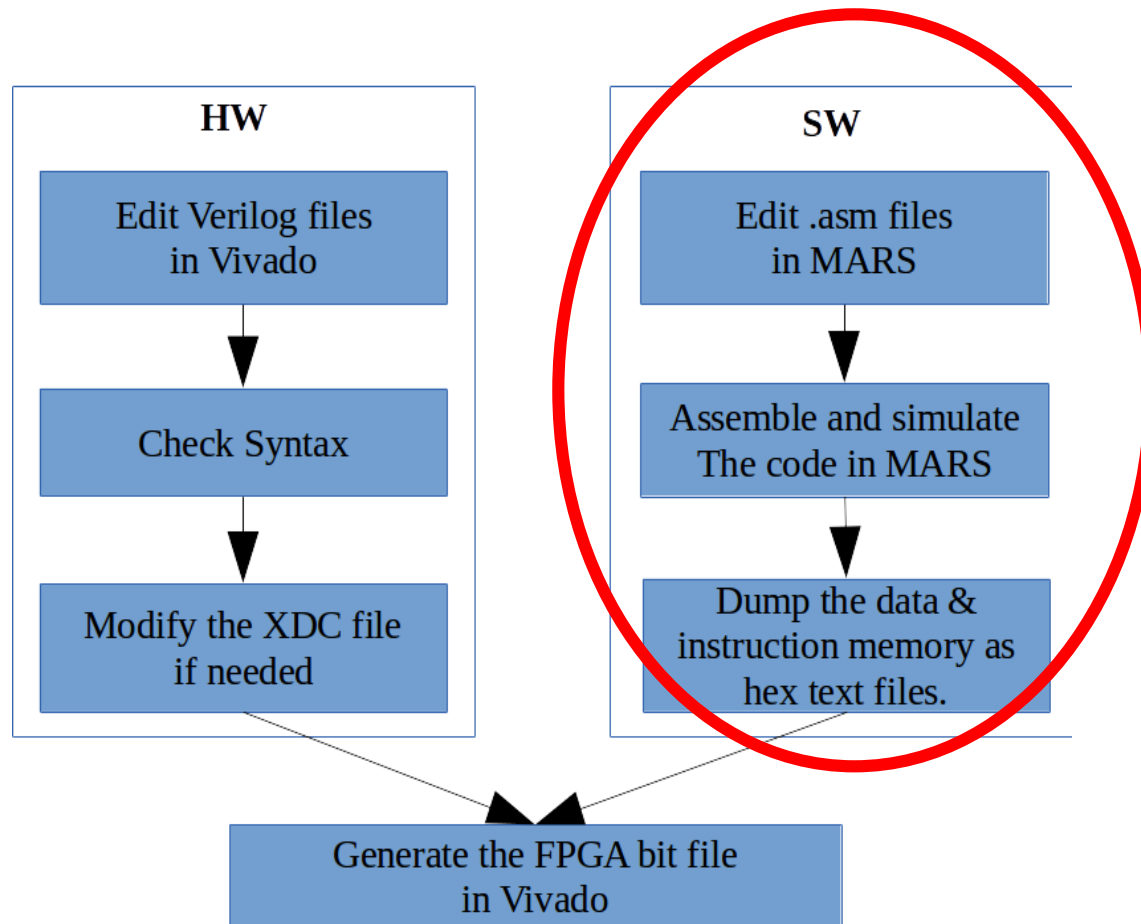 HW
Edit Verilog files
in Vivado
Check Syntax
Modify the XDC file
if needed
SW
Edit .asm files
in MARS
Assemble and simulate
The code in MARS
Dump the data &
instruction memory as
hex text files.
Generate the FPGA bit file
in Vivado